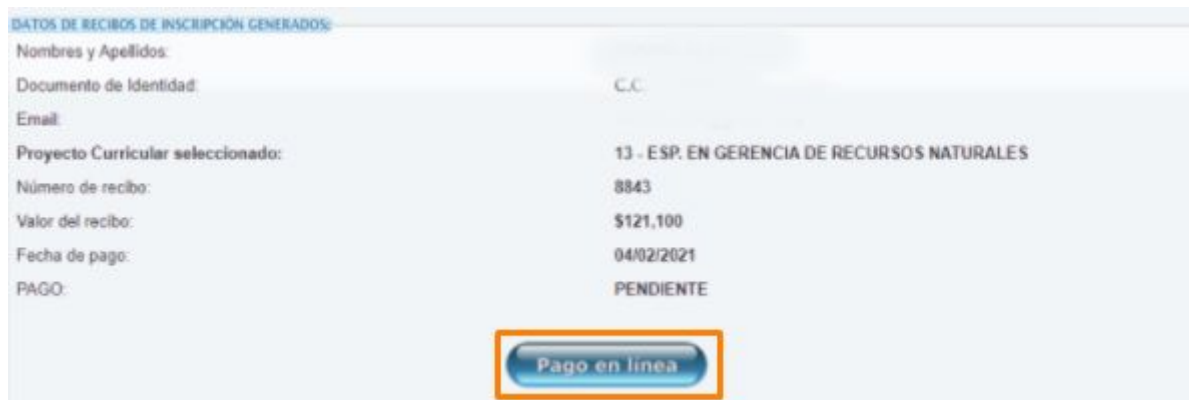 DATOS DE RECIBOS DE INSCRIPCIÓN GENERADOS:
Nombres y Apellidos:
Documento de Identidad: C.C.
Email:
Proyecto Curricular seleccionado: 13 - ESP. EN GERENCIA DE RECURSOS NATURALES
Número de recibo: 8843
Valor del recibo: $121,100
Fecha de pago: 04/02/2021
PAGO: PENDIENTE
Pago en línea